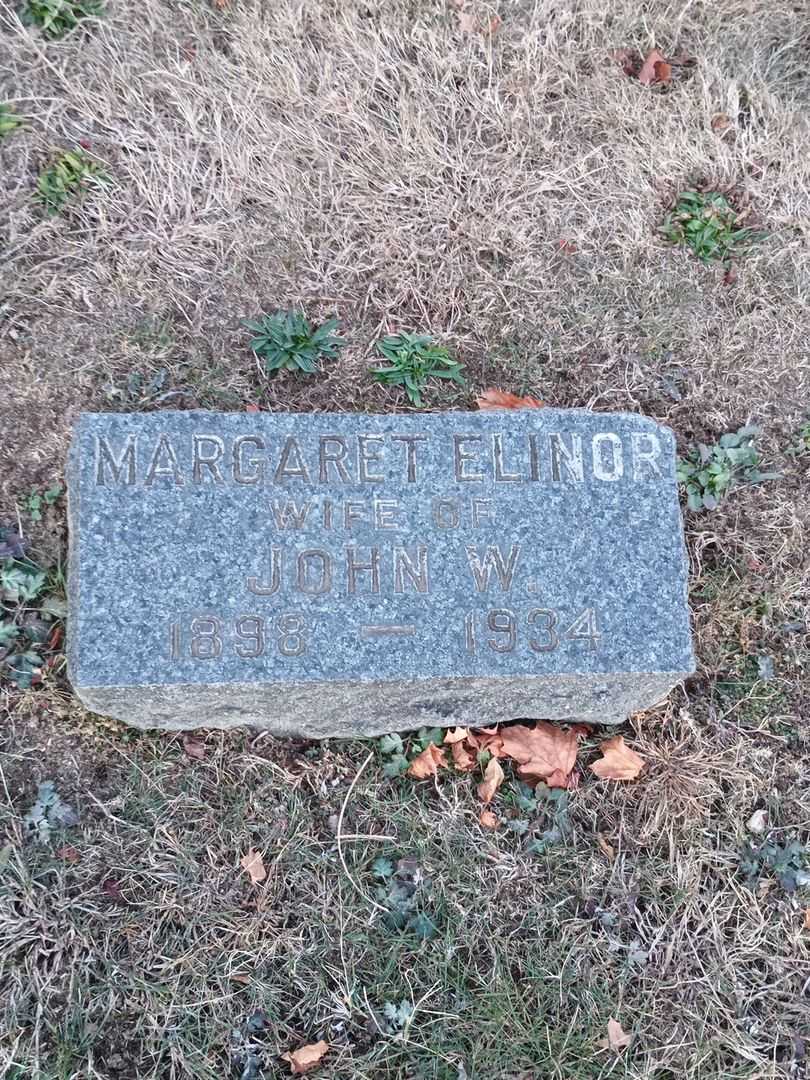 MARGARET ELINOR
WIFE OF
JOHN W.
1898 — 1934